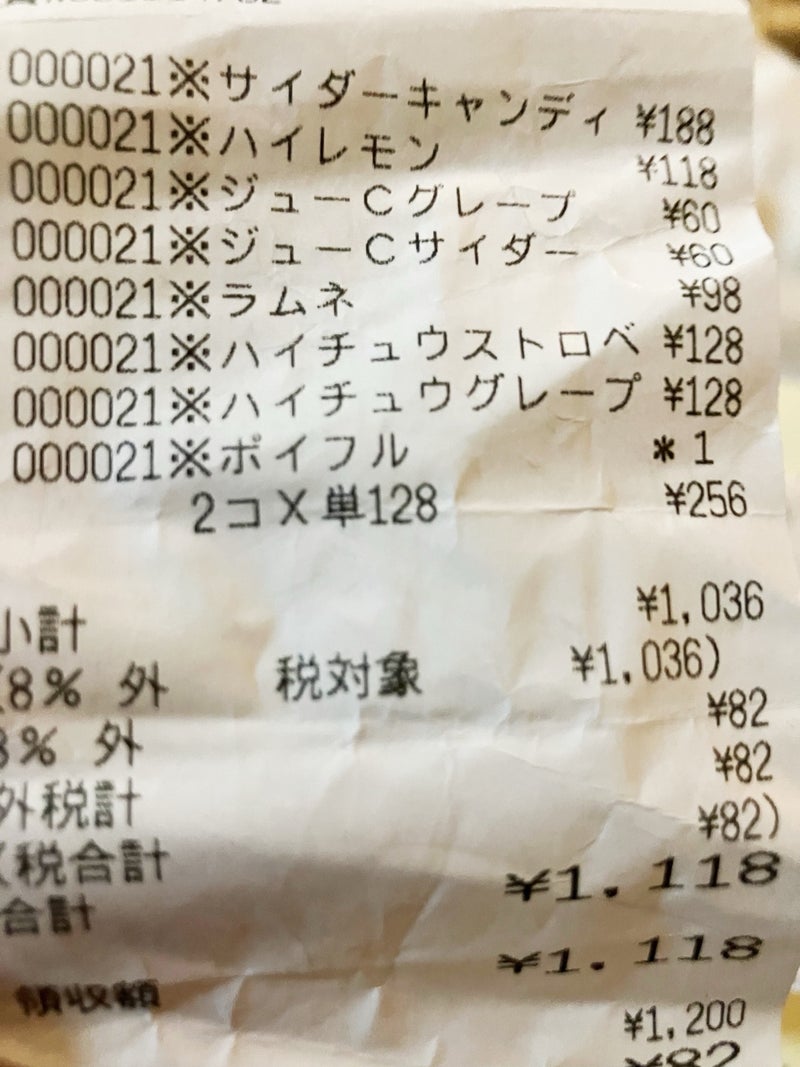 000021※サイダーキャンディ ¥188
000021※ハイレモン ¥118
000021※ジューCグレープ ¥60
000021※ジューCサイダー ¥60
000021※ラムネ ¥98
000021※ハイチュウストロベ ¥128
000021※ハイチュウグレープ ¥128
000021※ポイフル *1
2コX単128 ¥256
小計 ¥1,036
(8% 外 税対象 ¥1,036)
8% 外 ¥82
外税計 ¥82
(税合計 ¥82)
合計 ¥1.118
領収額 ¥1.118
¥1,200
¥82